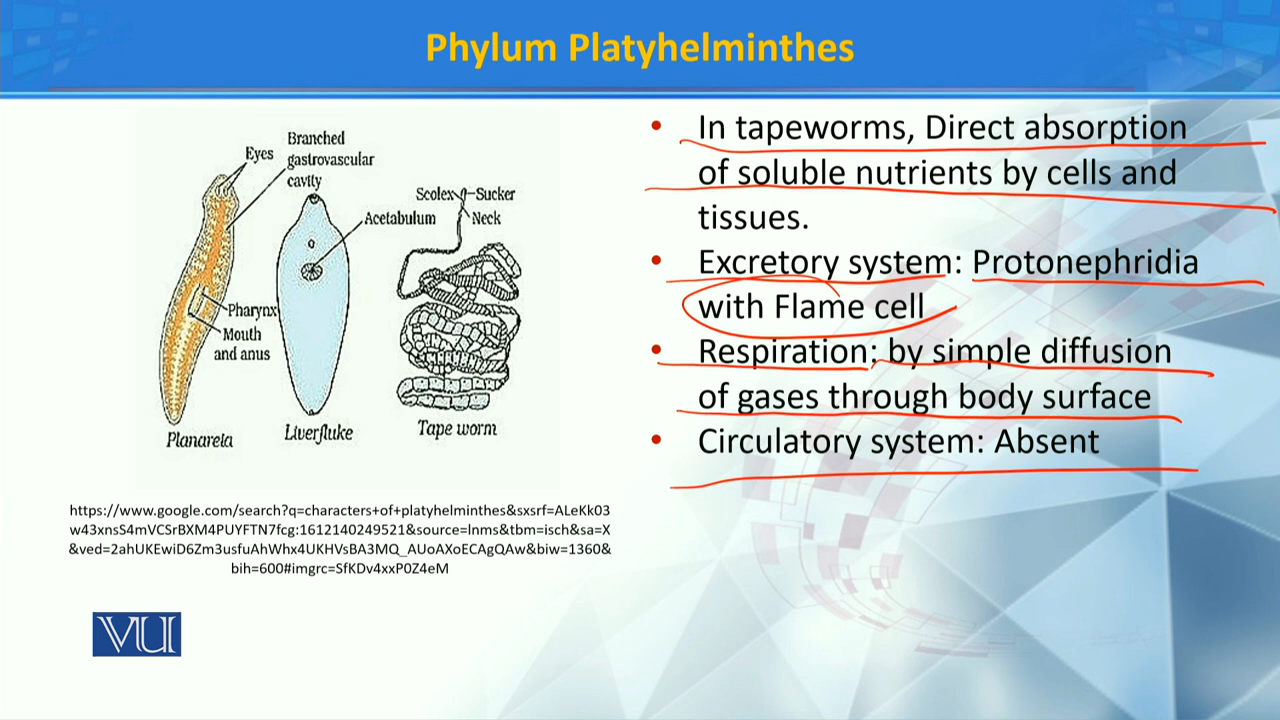 Phylum Platyhelminthes
Branched
gastrovascular
cavity
Eyes
Pharynx
Mouth
and anus
Planareia
Acetabulum
Liverfluke
Scolex
Sucker
Neck
Tape worm
• In tapeworms, Direct absorption
of soluble nutrients by cells and
tissues.
• Excretory system: Protonephridia
with Flame cell
• Respiration: by simple diffusion
of gases through body surface
• Circulatory system: Absent
https://www.google.com/search?q=characters+of+platyhelminthes&sxsrf=ALeKk03
w43xnsS4mVCSrBXM4PUYFTN7fcg:1612140249521&source=lnms&tbm=isch&sa=X
&ved=2ahUKEwiD6Zm3usfuAhWhx4UKHVsBA3MQ_AUoAXoECAgQAw&biw=1360&
bih=600#imgrc=SfKDv4xxP0Z4eM
VU